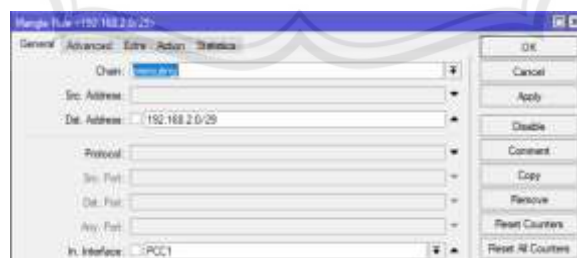 Mangle Rule <192.168.2.0/29>
General Advanced Extra Action Statistics
OK
Chain: prerouting
Cancel
Src. Address:
Apply
Dst. Address: 192.168.2.0/29
Disable
Protocol:
Comment
Src. Port:
Copy
Dst. Port:
Remove
Any. Port:
Reset Counters
In. Interface: PCC1
Reset All Counters